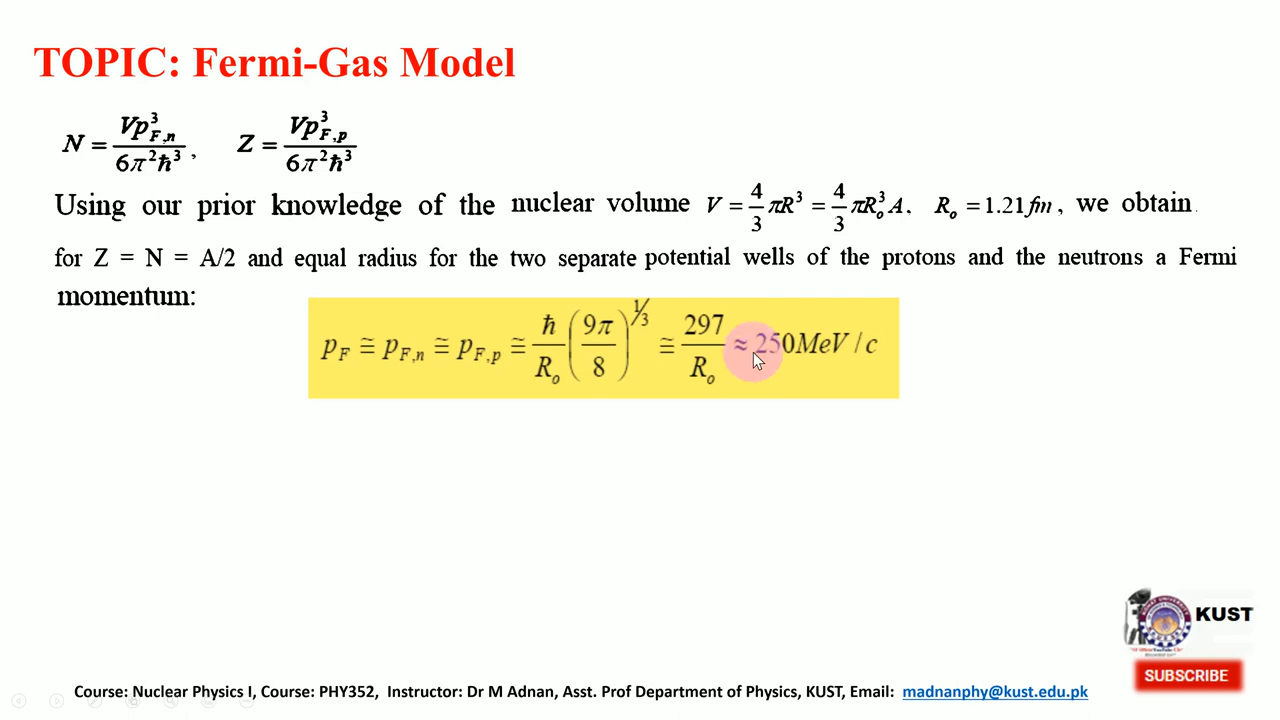 TOPIC: Fermi-Gas Model
N = Vp³F,n / 6π²ħ³ , Z = Vp³F,p / 6π²ħ³
Using our prior knowledge of the nuclear volume V = 4/3 πR³ = 4/3 πRₒ³A, Rₒ = 1.21 fm, we obtain
for Z = N = A/2 and equal radius for the two separate potential wells of the protons and the neutrons a Fermi
momentum:
pF ≅ pF,n ≅ pF,p ≅ ħ/Rₒ (9π/8)^1/3 ≅ 297/Rₒ ≈ 250MeV / c
KUST
SUBSCRIBE
Course: Nuclear Physics I, Course: PHY352, Instructor: Dr M Adnan, Asst. Prof Department of Physics, KUST, Email: madnanphy@kust.edu.pk